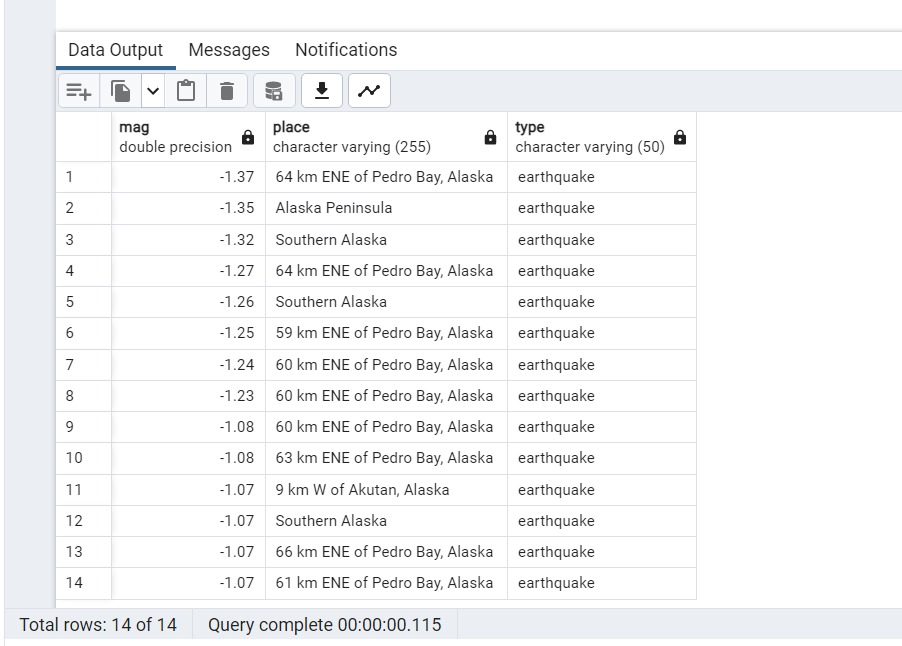 Data Output Messages Notifications
mag place type
double precision character varying (255) character varying (50)
1 -1.37 64 km ENE of Pedro Bay, Alaska earthquake
2 -1.35 Alaska Peninsula earthquake
3 -1.32 Southern Alaska earthquake
4 -1.27 64 km ENE of Pedro Bay, Alaska earthquake
5 -1.26 Southern Alaska earthquake
6 -1.25 59 km ENE of Pedro Bay, Alaska earthquake
7 -1.24 60 km ENE of Pedro Bay, Alaska earthquake
8 -1.23 60 km ENE of Pedro Bay, Alaska earthquake
9 -1.08 60 km ENE of Pedro Bay, Alaska earthquake
10 -1.08 63 km ENE of Pedro Bay, Alaska earthquake
11 -1.07 9 km W of Akutan, Alaska earthquake
12 -1.07 Southern Alaska earthquake
13 -1.07 66 km ENE of Pedro Bay, Alaska earthquake
14 -1.07 61 km ENE of Pedro Bay, Alaska earthquake
Total rows: 14 of 14 Query complete 00:00:00.115